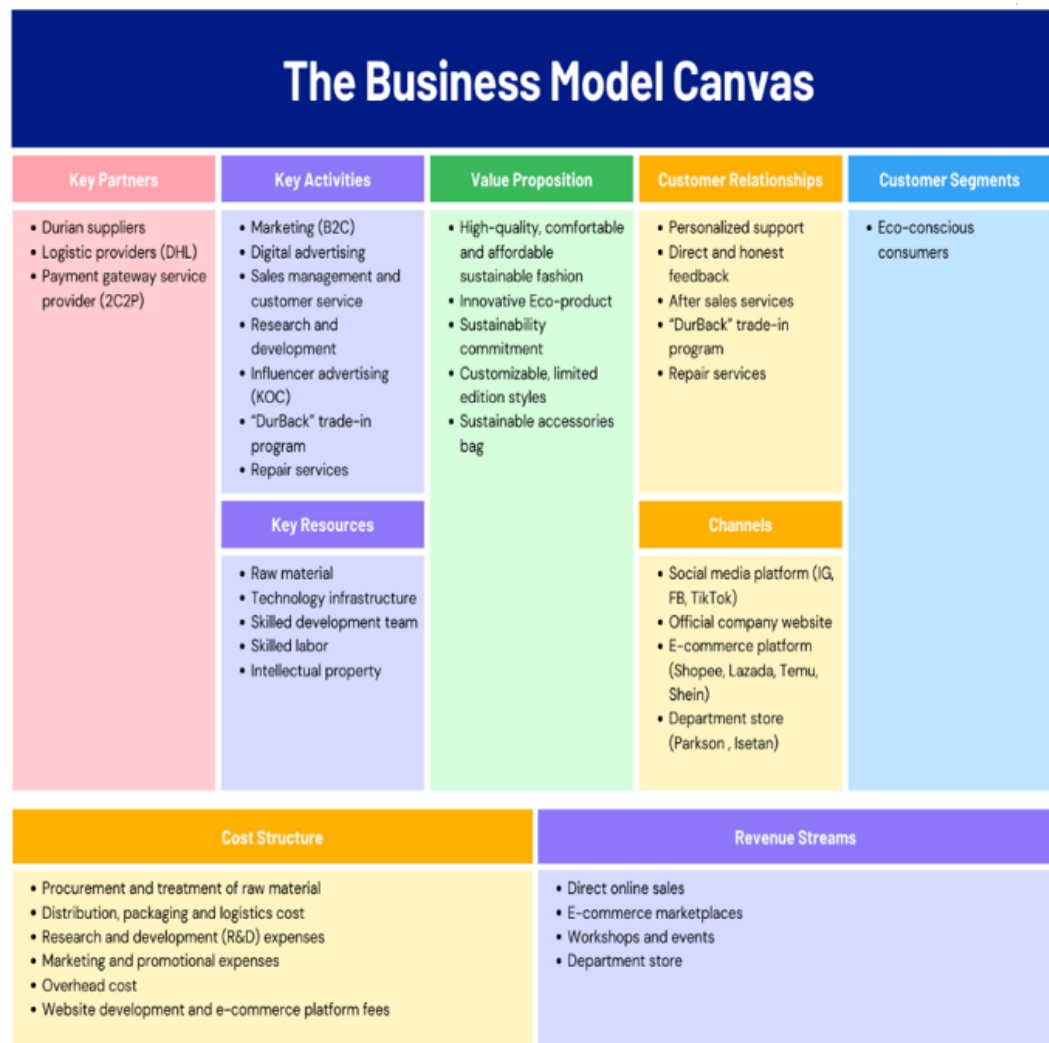 The Business Model Canvas
Key Partners
• Durian suppliers
• Logistic providers (DHL)
• Payment gateway service
provider (2C2P)
Key Activities
• Marketing (B2C)
• Digital advertising
• Sales management and
customer service
• Research and
development
• Influencer advertising
(KOC)
• “DurBack” trade-in
program
• Repair services
Key Resources
• Raw material
• Technology infrastructure
• Skilled development team
• Skilled labor
• Intellectual property
Value Proposition
• High-quality, comfortable
and affordable
sustainable fashion
• Innovative Eco-product
• Sustainability
commitment
• Customizable, limited
edition styles
• Sustainable accessories
bag
Customer Relationships
• Personalized support
• Direct and honest
feedback
• After sales services
• “DurBack” trade-in
program
• Repair services
Channels
• Social media platform (IG,
FB, TikTok)
• Official company website
• E-commerce platform
(Shopee, Lazada, Temu,
Shein)
• Department store
(Parkson , Isetan)
Customer Segments
• Eco-conscious
consumers
Cost Structure
• Procurement and treatment of raw material
• Distribution, packaging and logistics cost
• Research and development (R&D) expenses
• Marketing and promotional expenses
• Overhead cost
• Website development and e-commerce platform fees
Revenue Streams
• Direct online sales
• E-commerce marketplaces
• Workshops and events
• Department store